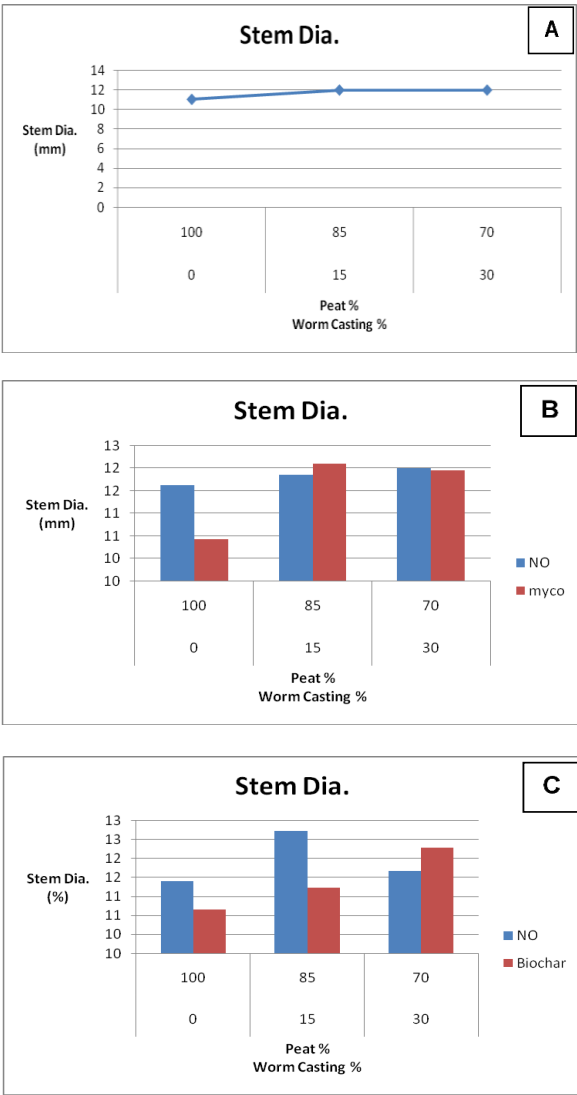 A
Stem Dia.
14
12
10
8
6
4
2
0
Stem Dia.
(mm)
100 85 70
0 15 30
Peat %
Worm Casting %
B
Stem Dia.
13
12
12
11
11
10
10
Stem Dia.
(mm)
NO
myco
100 85 70
0 15 30
Peat %
Worm Casting %
C
Stem Dia.
13
13
12
12
11
11
10
10
Stem Dia.
(%)
NO
Biochar
100 85 70
0 15 30
Peat %
Worm Casting %